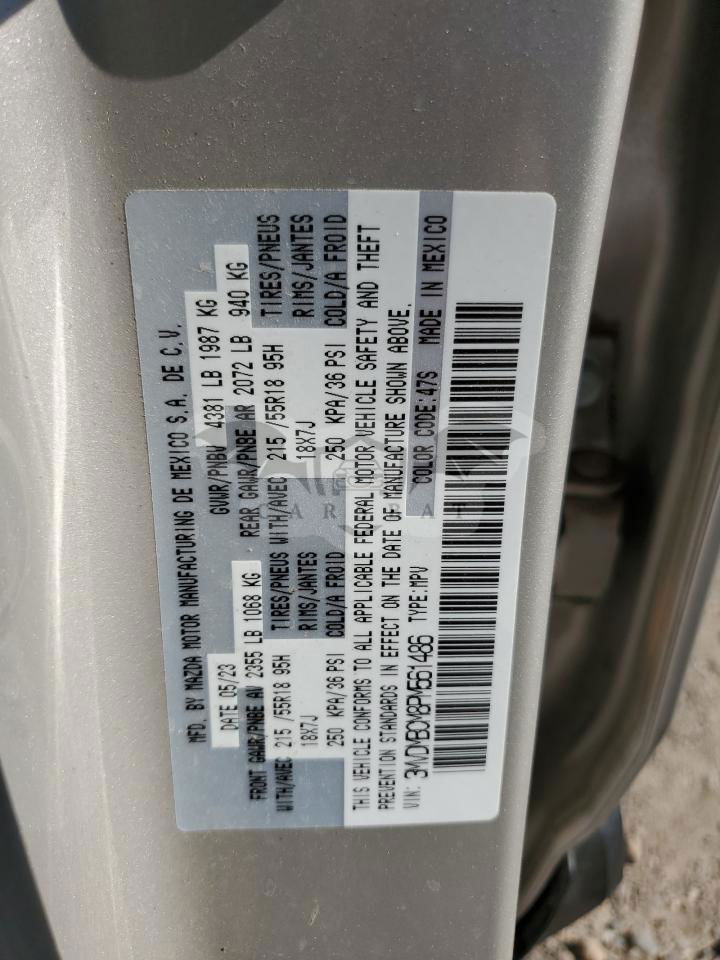 MFD. BY MAZDA MOTOR MANUFACTURING DE MEXICO S.A. DE C.V.
DATE 05/23 GVWR/PNBV 4381 LB 1987 KG
FRONT GAWR/PNBE AV 2355 LB 1068 KG REAR GAWR/PNBE AR 2072 LB 940 KG
WITH/AVEC 215 /55R18 95H TIRES/PNEUS WITH/AVEC 215 /55R18 95H TIRES/PNEUS
18X7J RIMS/JANTES 18X7J RIMS/JANTES
250 KPA/36 PSI COLD/A FROID 250 KPA/36 PSI COLD/A FROID
THIS VEHICLE CONFORMS TO ALL APPLICABLE FEDERAL MOTOR VEHICLE SAFETY AND THEFT
PREVENTION STANDARDS IN EFFECT ON THE DATE OF MANUFACTURE SHOWN ABOVE.
VIN: 3MVDMBCM8PM561486 TYPE:MPV COLOR CODE:47S MADE IN MEXICO
CAR BAT